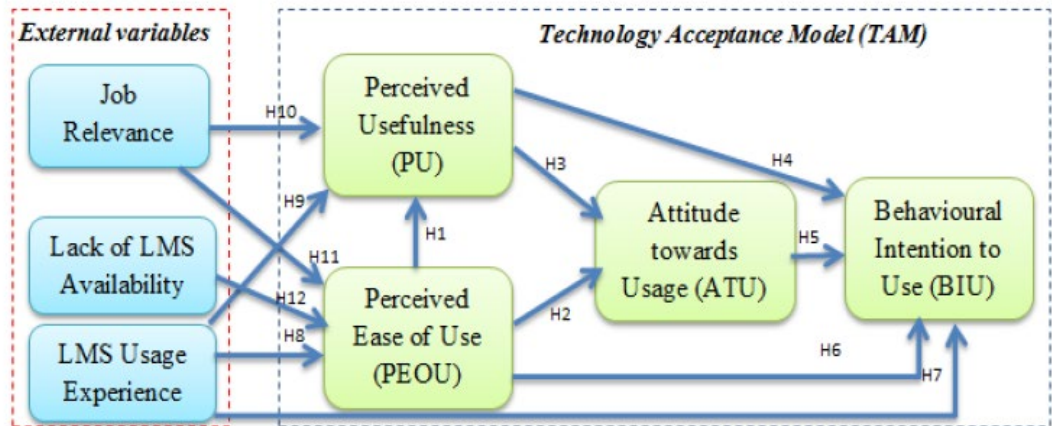 External variables
Technology Acceptance Model (TAM)
Job
Relevance
H10
Perceived
Usefulness
(PU)
H3
H4
H9
H1
Attitude
towards
Usage (ATU)
H5
Behavioural
Intention to
Use (BIU)
Lack of LMS
Availability
H11
H12
Perceived
Ease of Use
(PEOU)
H2
H8
LMS Usage
Experience
H6
H7